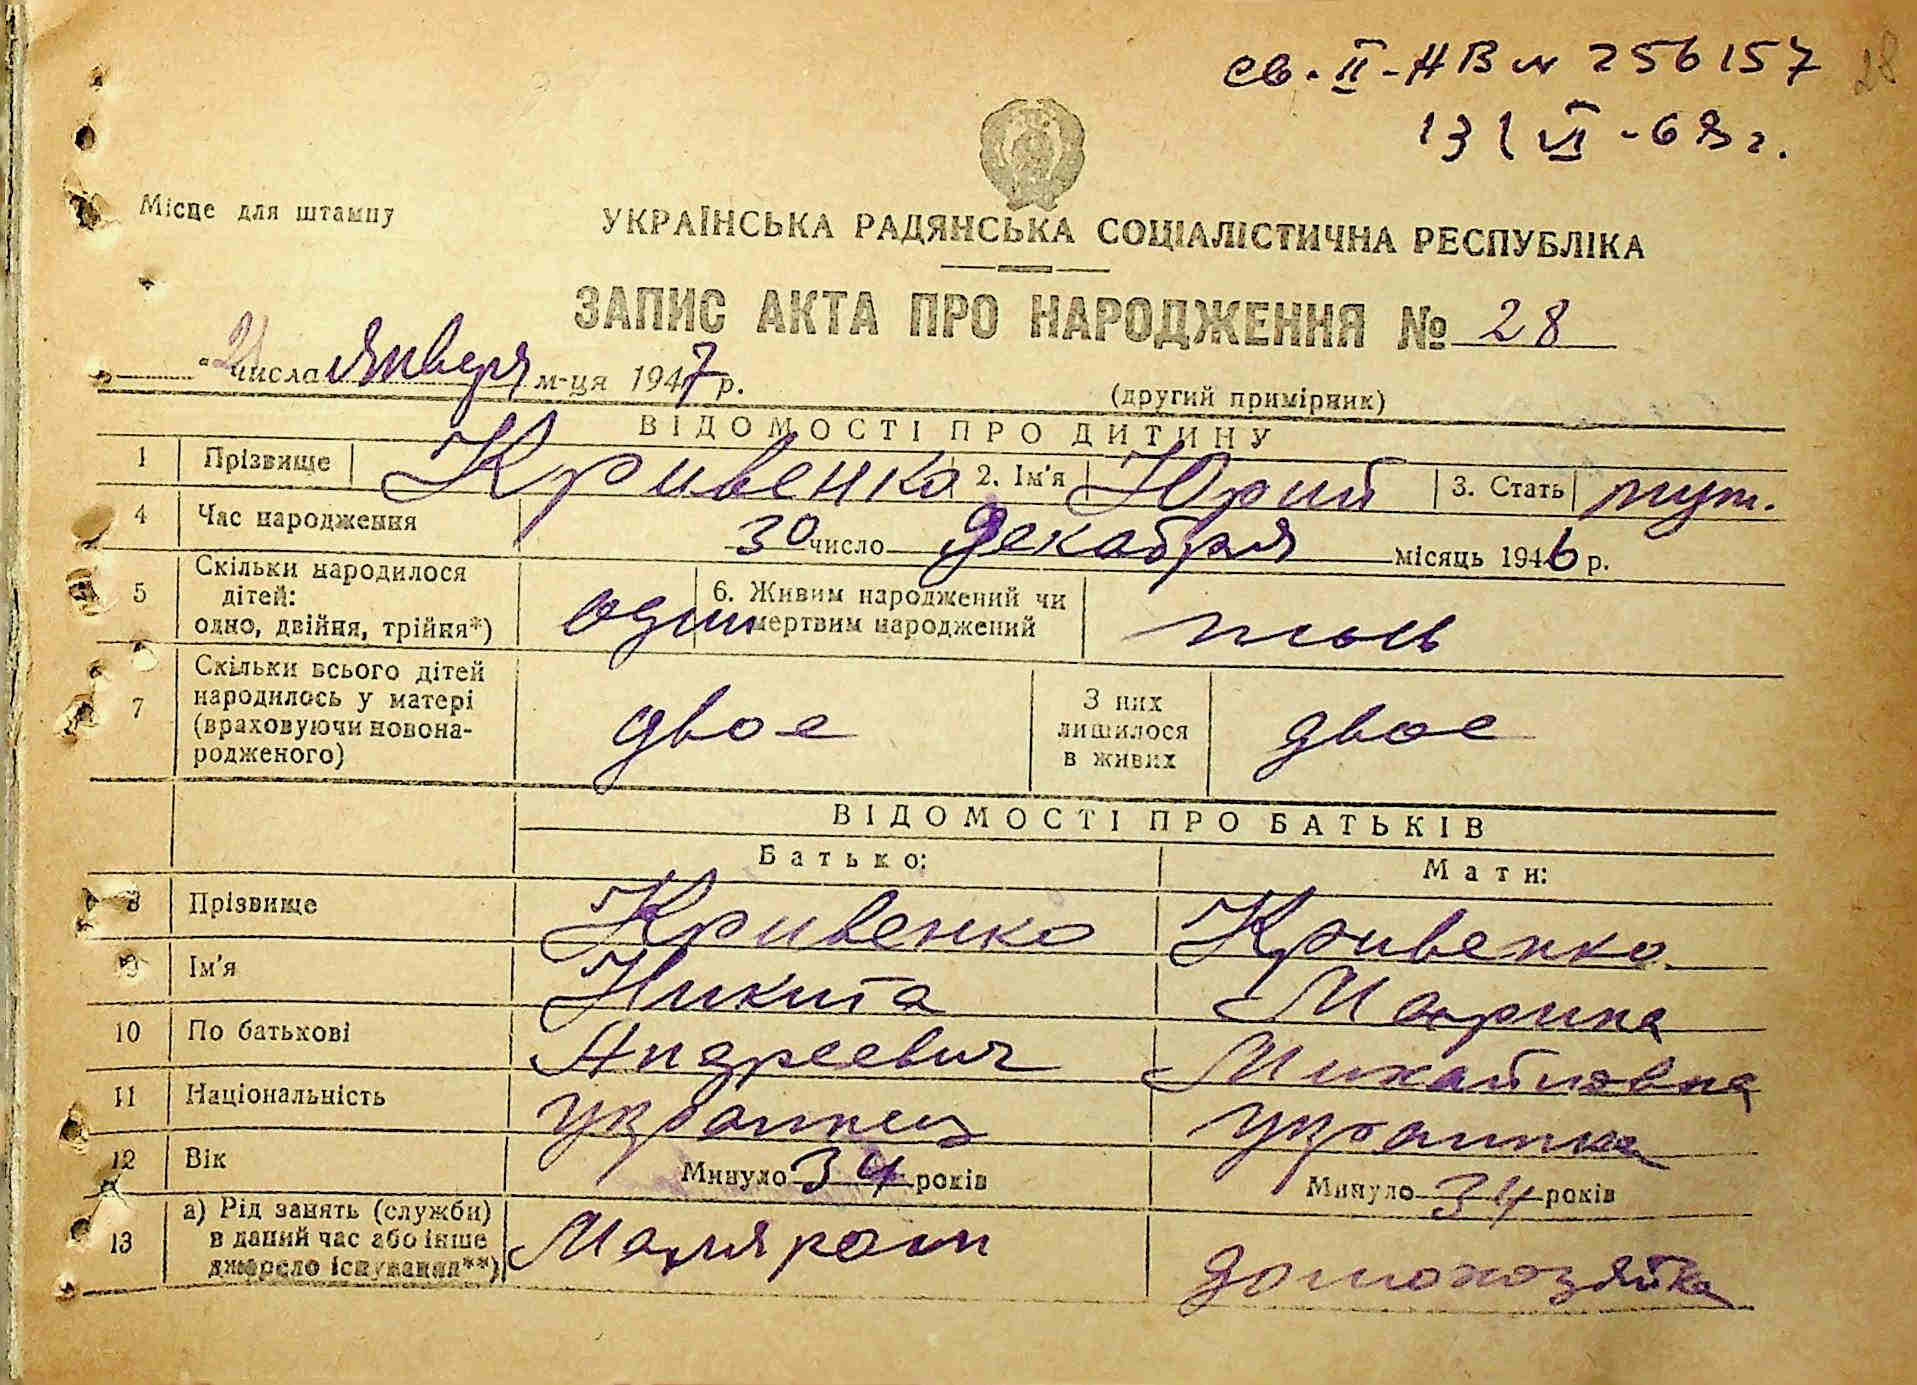 св. II-НВ № 256157
28
131 VI-68 г.
Місце для штампу
УКРАЇНСЬКА РАДЯНСЬКА СОЦІАЛІСТИЧНА РЕСПУБЛІКА
ЗАПИС АКТА ПРО НАРОДЖЕННЯ № 28
"21 числа января м-ця 1947 р.
(другий примірник)
ВІДОМОСТІ ПРО ДИТИНУ
1 Прізвище Кривенко 2. Ім'я Юрий 3. Стать муж.
4 Час народження 30 число декабря місяць 1946 р.
5 Скільки народилося дітей: одно, двійня, трійня*) один 6. Живим народжений чи мертвим народжений
7 Скільки всього дітей народилось у матері (враховуючи новонародженого) двое З них лишилося в живих двое
ВІДОМОСТІ ПРО БАТЬКІВ
Батько: Мати:
8 Прізвище Кривенко Кривенко
9 Ім'я Никита Марина
10 По батькові Андреевич Михайловна
11 Національність украинец украинка
12 Вік Минуло 34 років Минуло 34 років
13 а) Рід занять (служби) в даний час або інше джерело існування**) Маляром домохозяйка